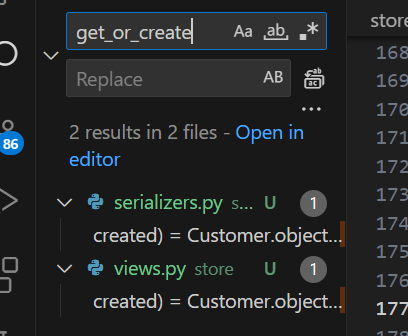 get_or_create Aa ab
Replace AB
86
2 results in 2 files - Open in
editor
serializers.py s... U 1
created) = Customer.object...
views.py store U 1
created) = Customer.object...
store
168
169
170
171
172
173
174
175
176
177
178